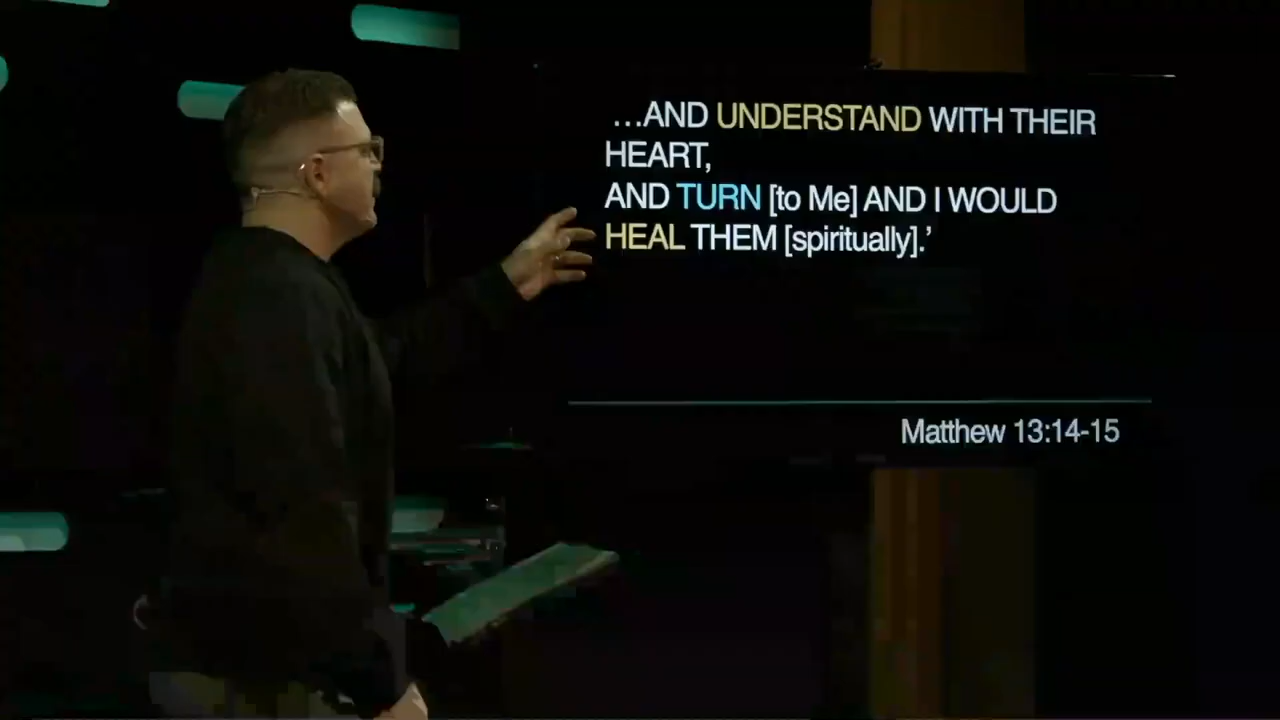 …AND UNDERSTAND WITH THEIR
HEART,
AND TURN [to Me] AND I WOULD
HEAL THEM [spiritually].’
Matthew 13:14-15